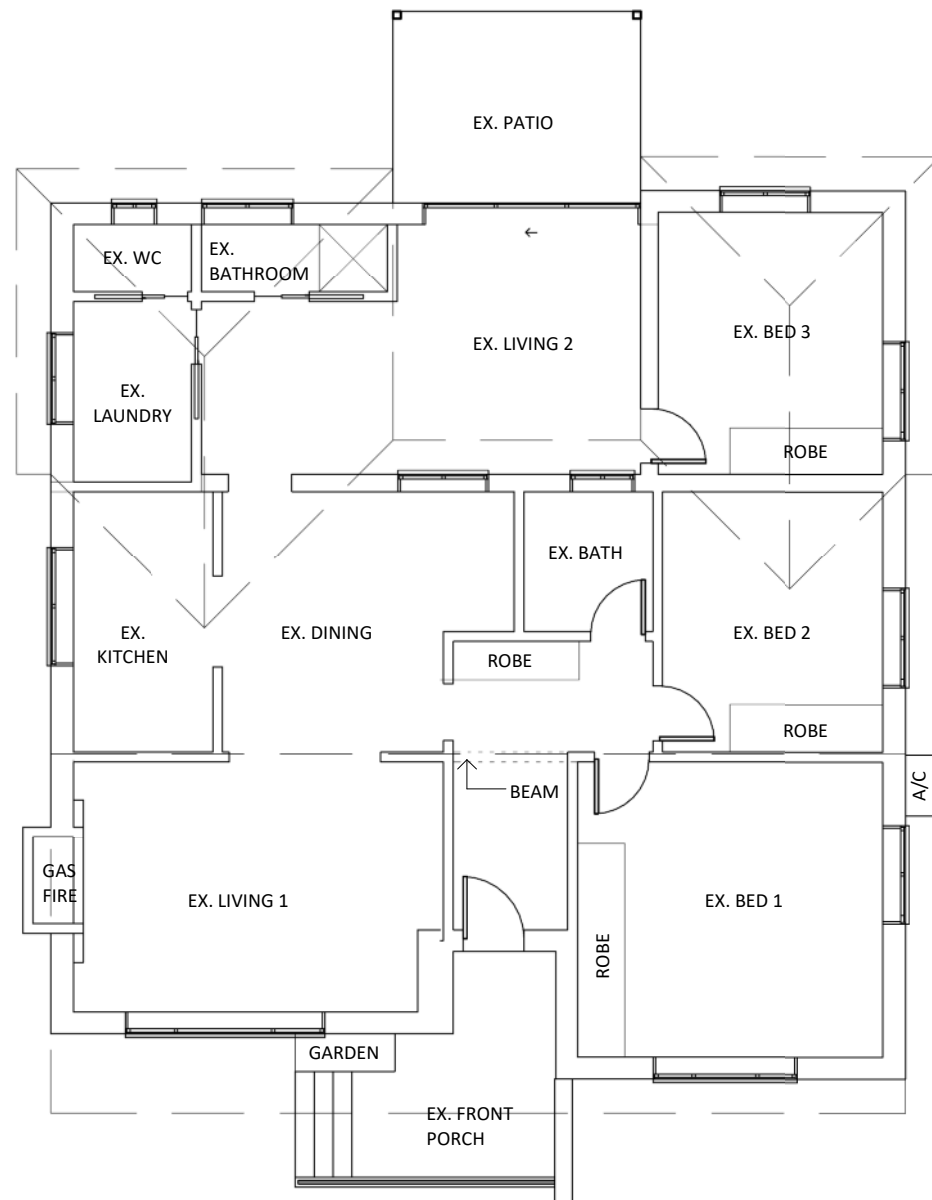 EX. PATIO
EX. WC
EX.
BATHROOM
EX. LIVING 2
EX. BED 3
EX.
LAUNDRY
ROBE
EX. BATH
EX.
KITCHEN
EX. DINING
EX. BED 2
ROBE
ROBE
BEAM
A/C
GAS
FIRE
EX. LIVING 1
EX. BED 1
ROBE
GARDEN
EX. FRONT
PORCH